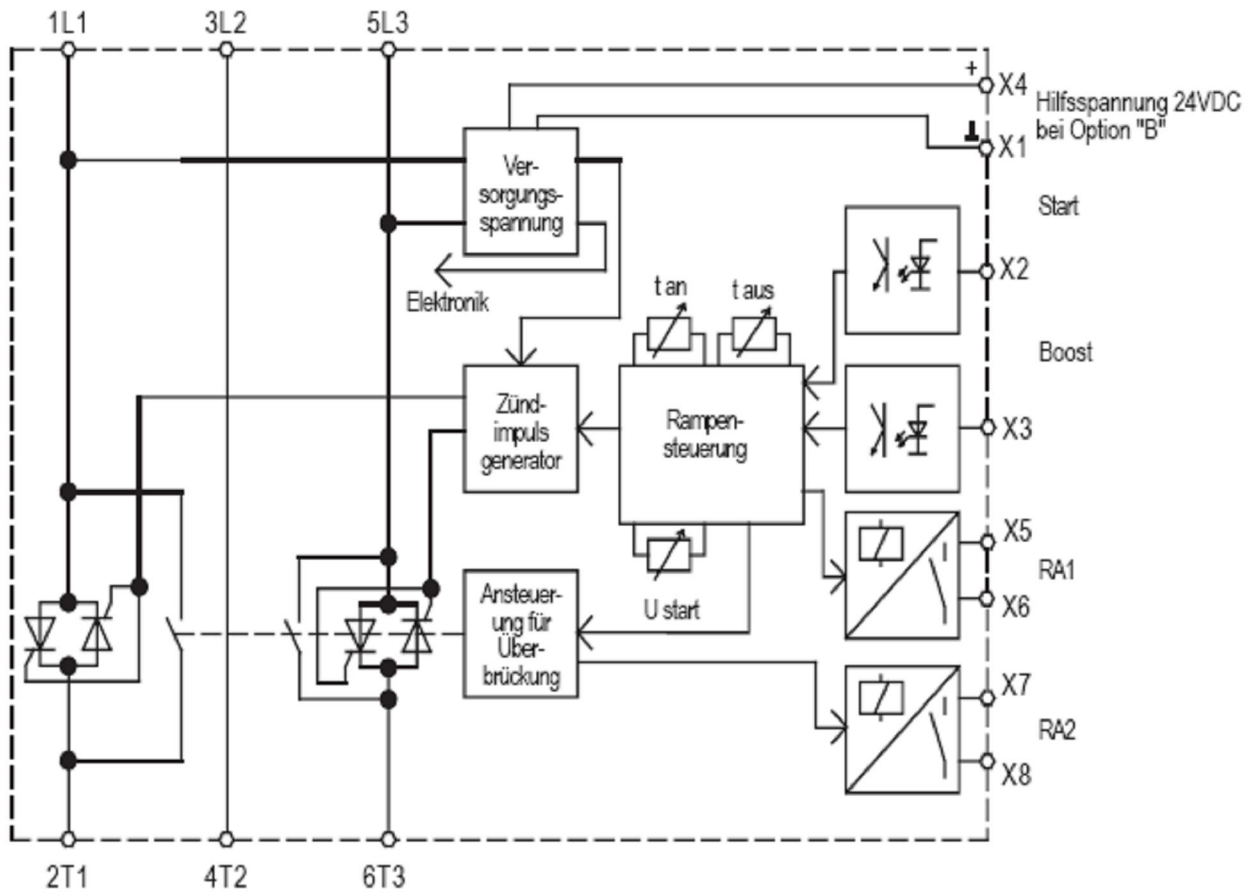 1L1
3L2
5L3
+
X4
Hilfsspannung 24VDC
bei Option "B"
X1
Ver-
sorgungs-
spannung
Start
X2
Elektronik
t an
t aus
Boost
Zünd-
impuls
generator
Rampen-
steuerung
X3
X5
RA1
X6
Ansteuer-
ung für
Über-
brückung
U start
X7
RA2
X8
2T1
4T2
6T3